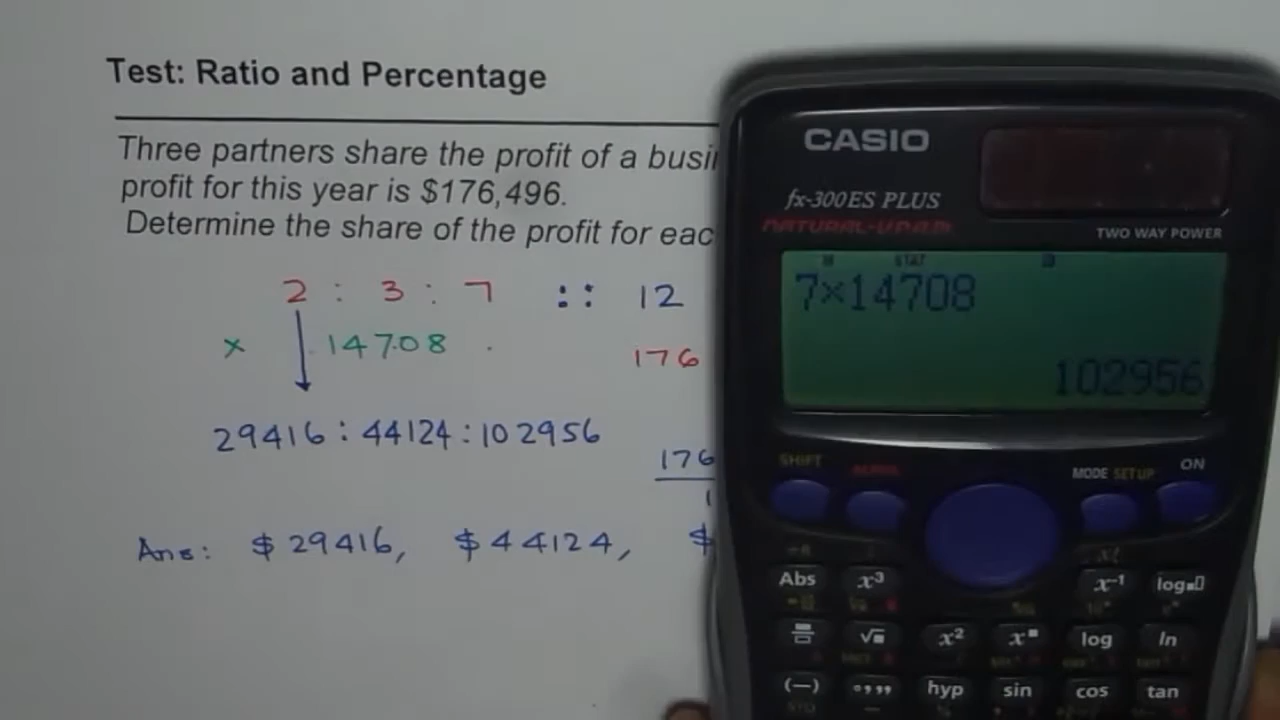 Test: Ratio and Percentage
Three partners share the profit of a busi
profit for this year is $176,496.
Determine the share of the profit for eac
2 : 3 : 7 :: 12
× 14708
176
29416 : 44124 : 102956
176
1
Ans: $ 29416, $ 44124, $
CASIO
fx-300ES PLUS
NATURAL-V.P.A.M.
TWO WAY POWER
M STAT D
7×14708
102956
SHIFT ALPHA MODE SETUP ON
Abs x³ x⁻¹ log▪□
√▪ x² x▪ log ln
(−) °,,, hyp sin cos tan
STO